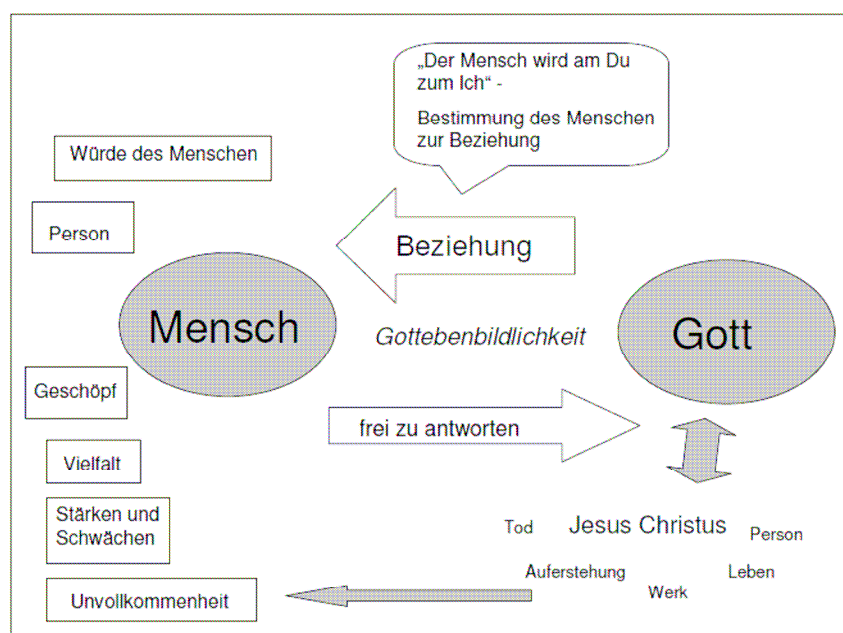 „Der Mensch wird am Du
zum Ich“ -
Bestimmung des Menschen
zur Beziehung
Würde des Menschen
Person
Beziehung
Mensch
Gottebenbildlichkeit
Gott
Geschöpf
frei zu antworten
Vielfalt
Stärken und
Schwächen
Tod
Jesus Christus
Person
Auferstehung
Werk
Leben
Unvollkommenheit